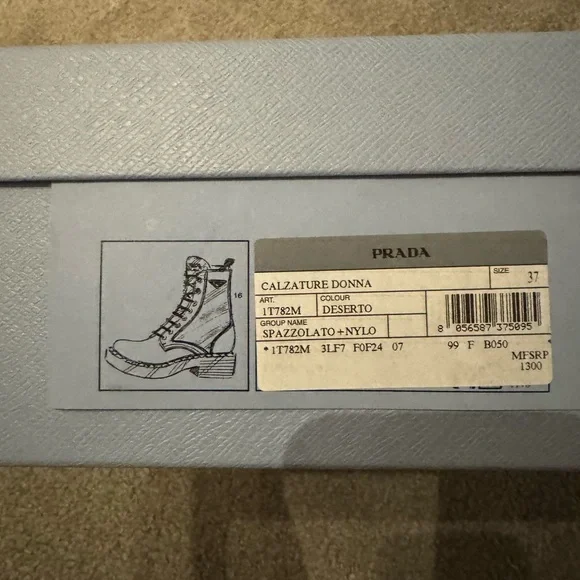 PRADA
CALZATURE DONNA
SIZE
37
ART.
1T782M
COLOUR
DESERTO
GROUP NAME
SPAZZOLATO+NYLO
8 056587 375095
* 1T782M 3LF7 F0F24 07 99 F B050
MFSRP
1300
16